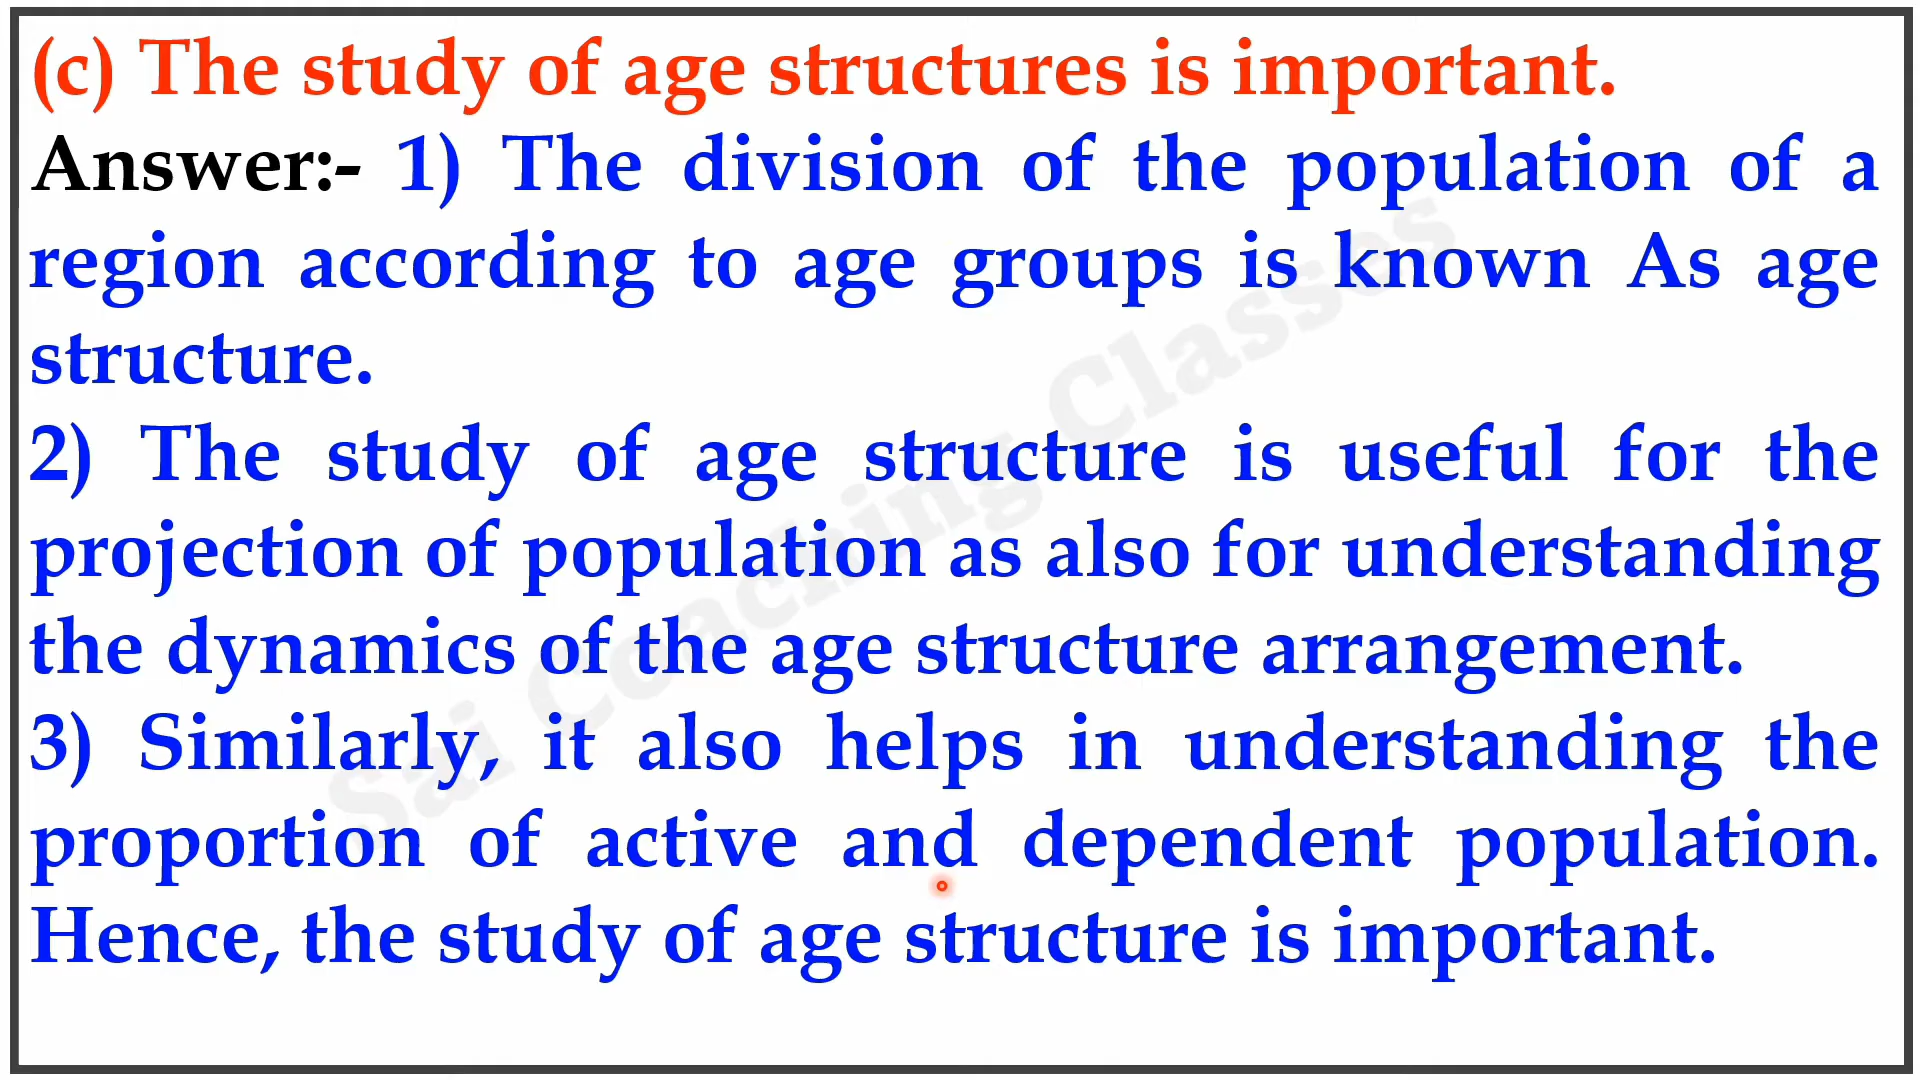 (c) The study of age structures is important.
Answer:- 1) The division of the population of a
region according to age groups is known As age
structure.
2) The study of age structure is useful for the
projection of population as also for understanding
the dynamics of the age structure arrangement.
3) Similarly, it also helps in understanding the
proportion of active and dependent population.
Hence, the study of age structure is important.
Sai Coaching Classes